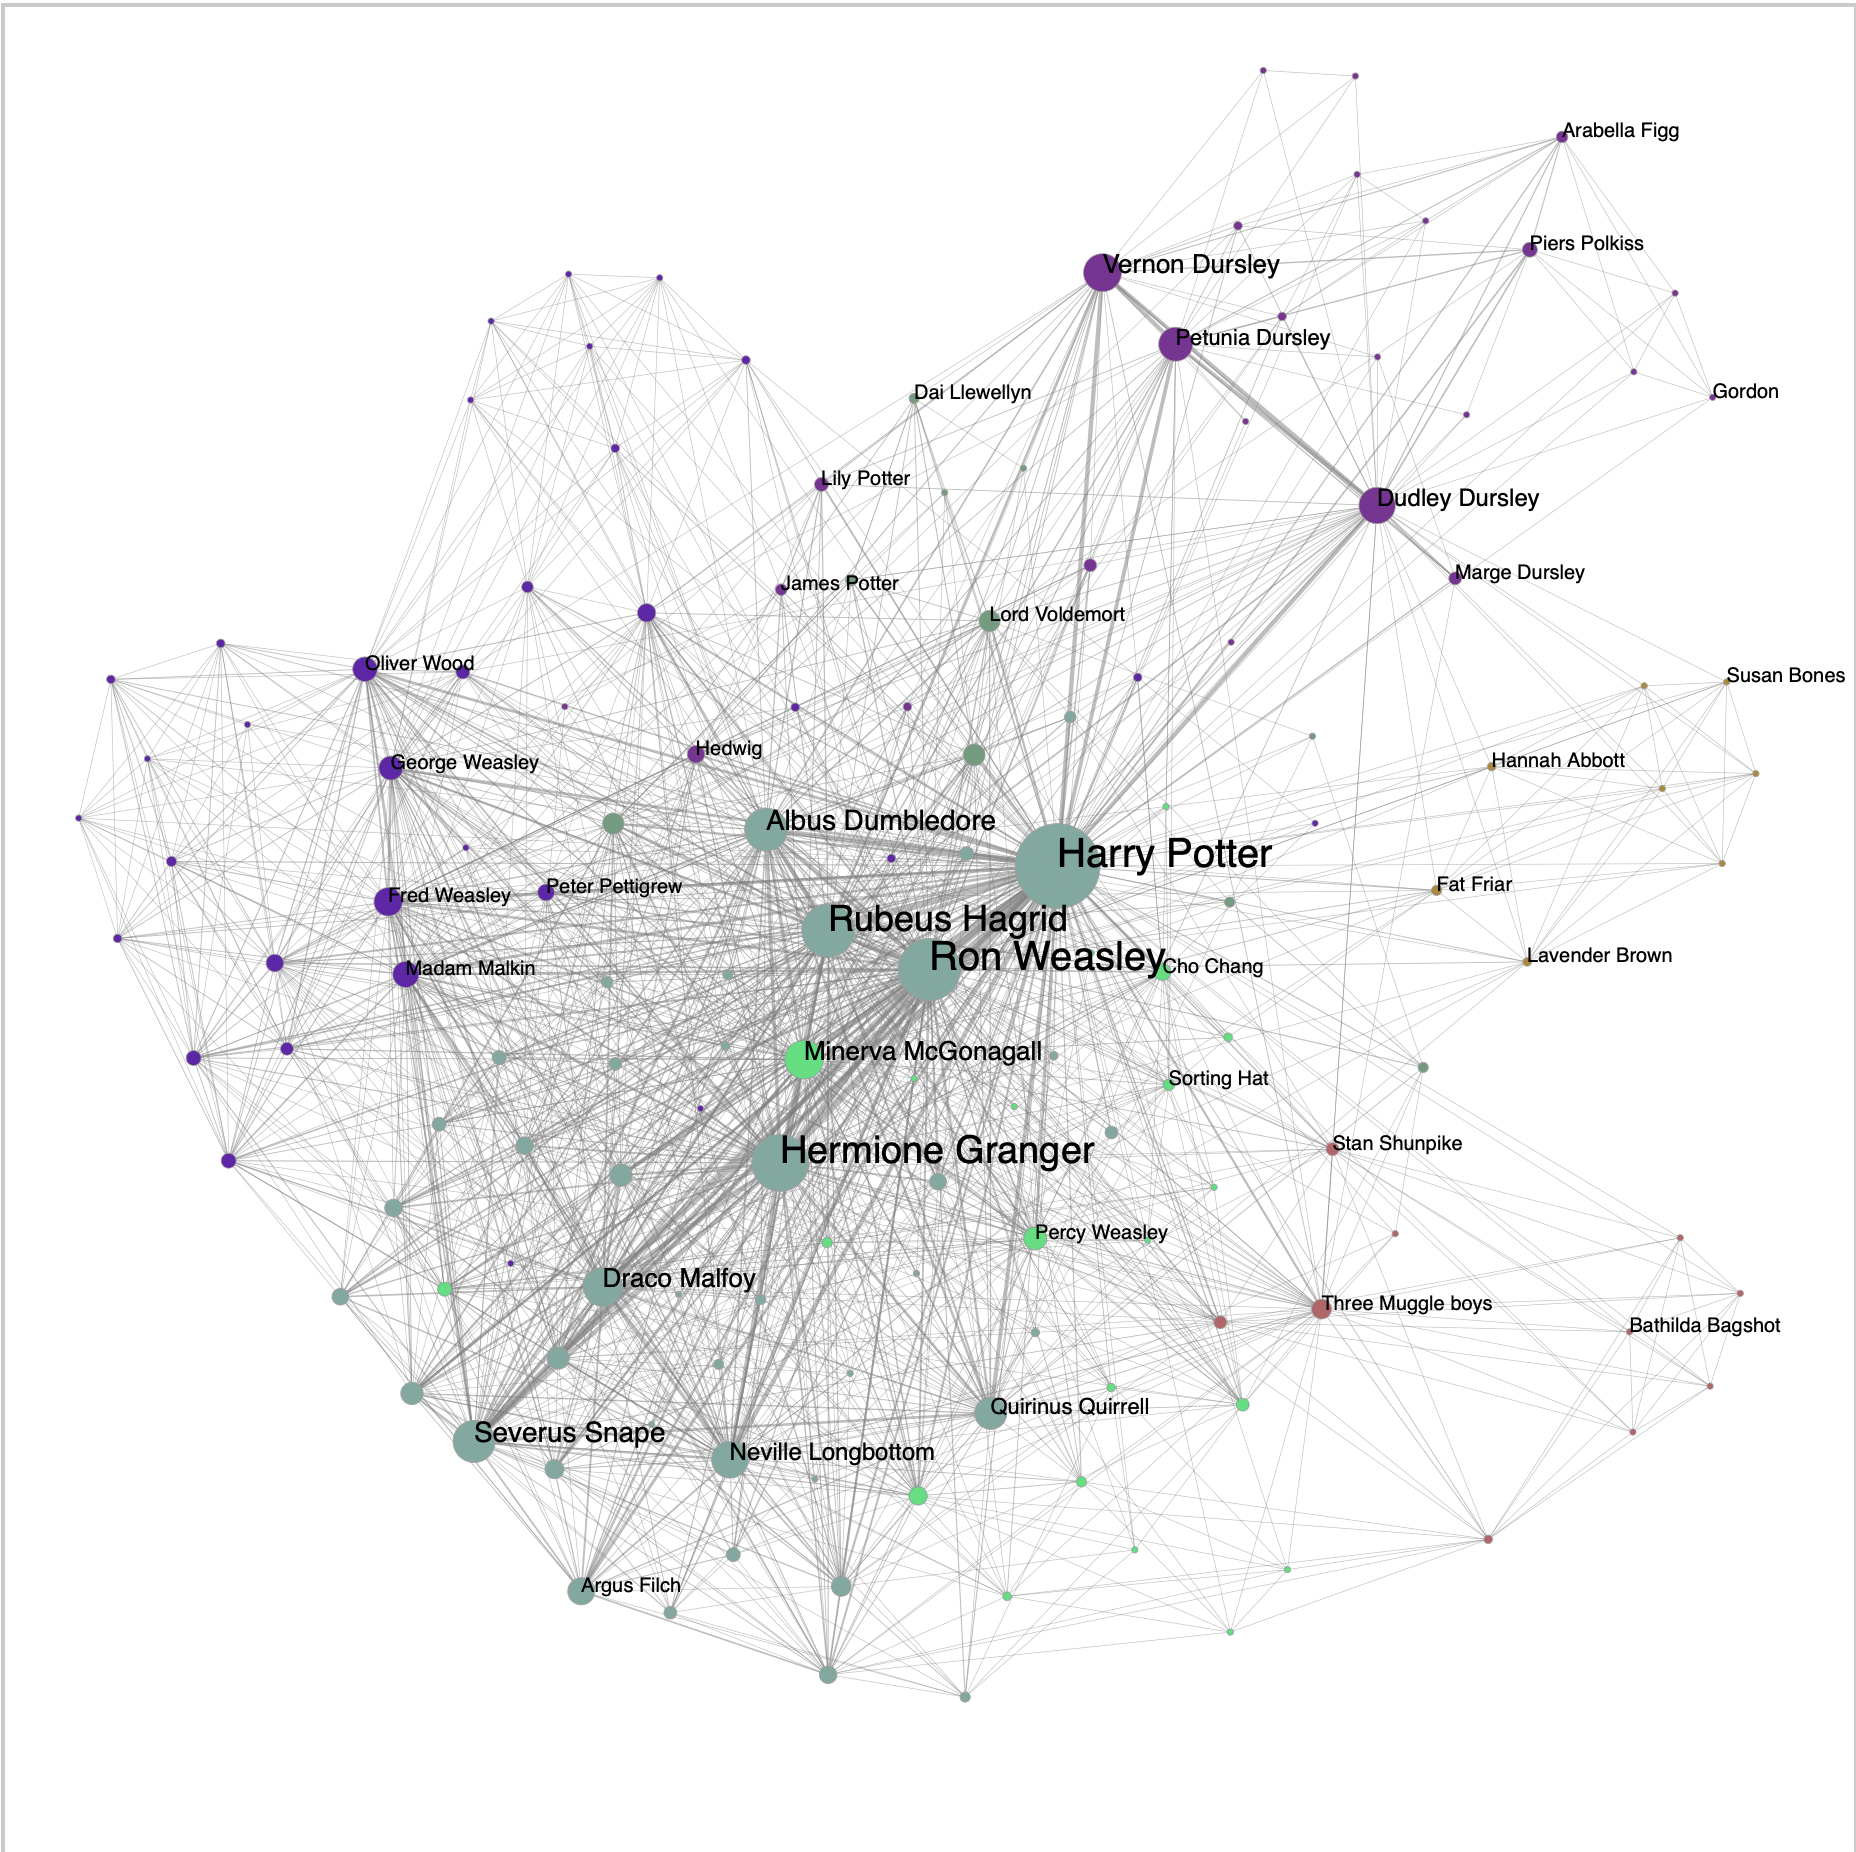 Arabella Figg
Piers Polkiss
Vernon Dursley
Petunia Dursley
Dai Llewellyn
Gordon
Lily Potter
Dudley Dursley
Marge Dursley
James Potter
Lord Voldemort
Oliver Wood
Susan Bones
Hedwig
George Weasley
Hannah Abbott
Albus Dumbledore
Harry Potter
Fred Weasley
Peter Pettigrew
Fat Friar
Rubeus Hagrid
Ron Weasley
Lavender Brown
Madam Malkin
Cho Chang
Minerva McGonagall
Sorting Hat
Hermione Granger
Stan Shunpike
Percy Weasley
Draco Malfoy
Three Muggle boys
Bathilda Bagshot
Quirinus Quirrell
Severus Snape
Neville Longbottom
Argus Filch